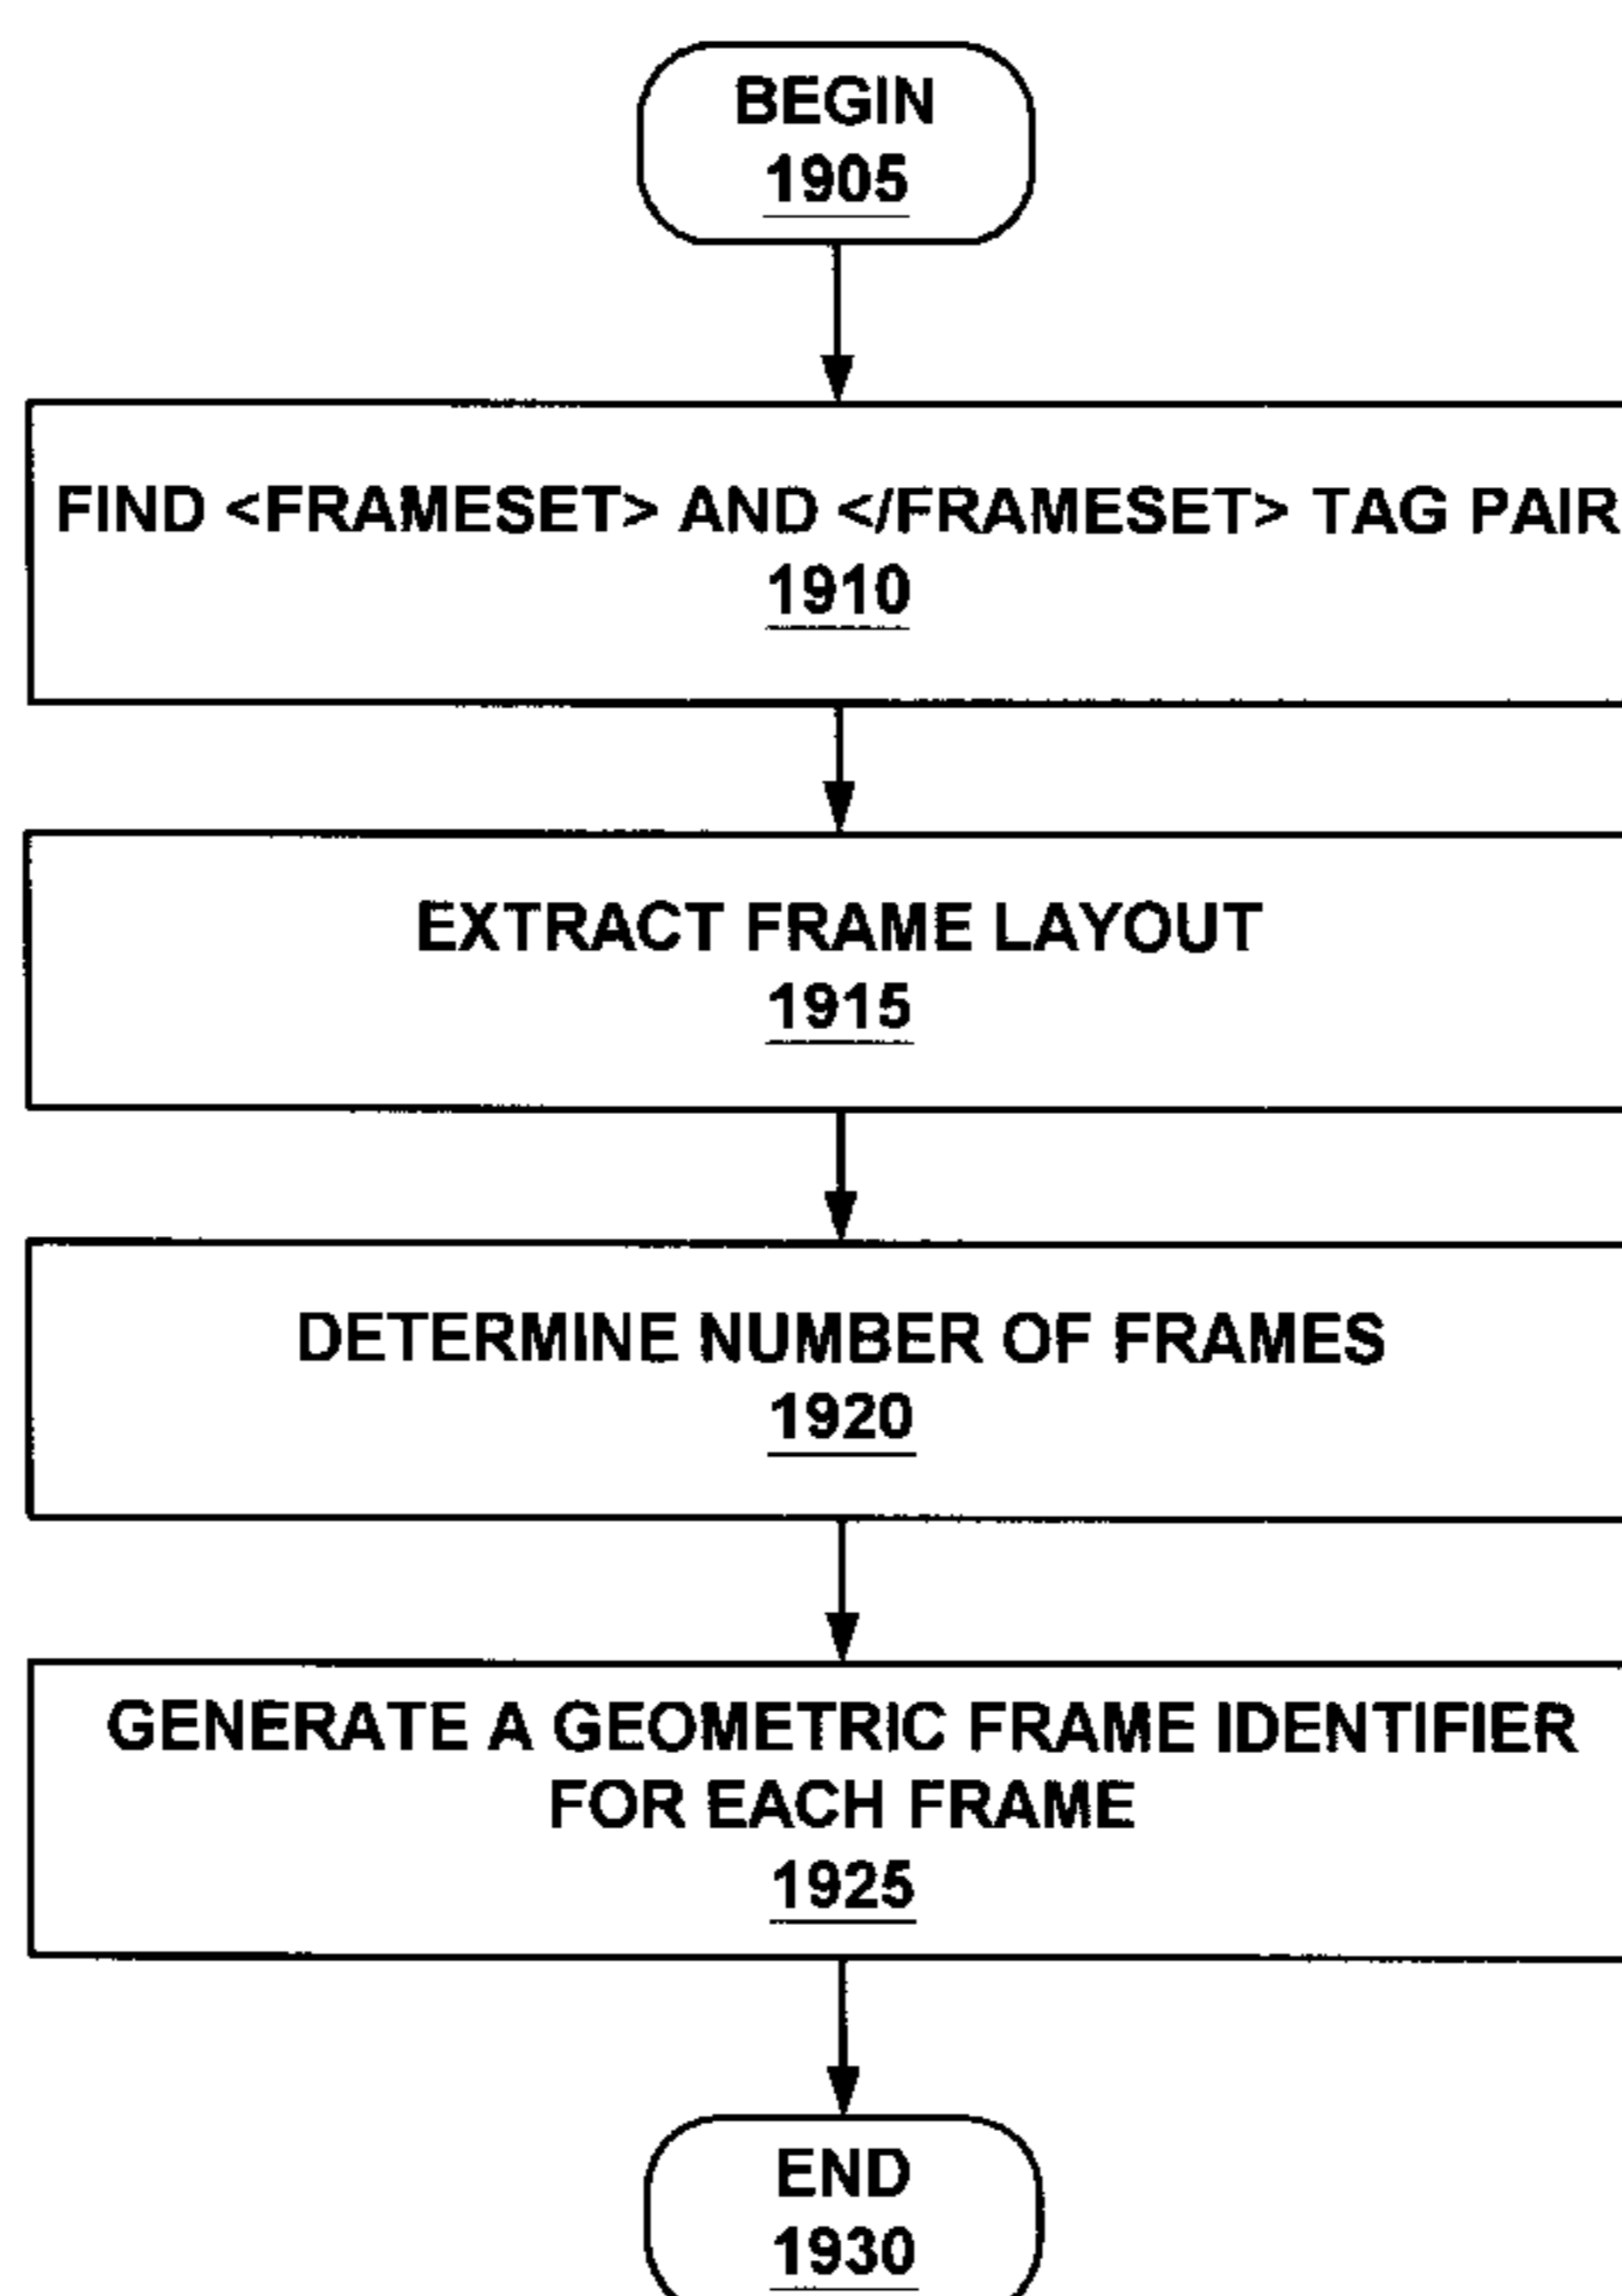 BEGIN
1905
FIND <FRAMESET> AND </FRAMESET> TAG PAIR
1910
EXTRACT FRAME LAYOUT
1915
DETERMINE NUMBER OF FRAMES
1920
GENERATE A GEOMETRIC FRAME IDENTIFIER
FOR EACH FRAME
1925
END
1930